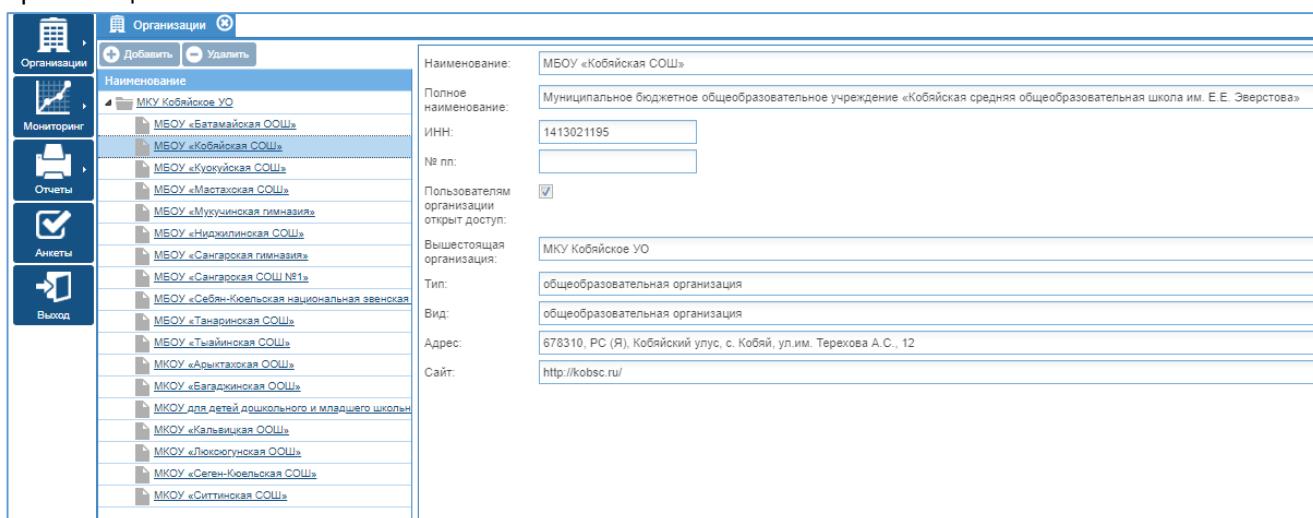 Организации
Организации
Мониторинг
Отчеты
Анкеты
Выход
Добавить Удалить
Наименование
МКУ Кобяйское УО
МБОУ «Батамайская ООШ»
МБОУ «Кобяйская СОШ»
МБОУ «Куокуйская СОШ»
МБОУ «Мастахская СОШ»
МБОУ «Мукучинская гимназия»
МБОУ «Ниджилинская СОШ»
МБОУ «Сангарская гимназия»
МБОУ «Сангарская СОШ №1»
МБОУ «Себян-Кюельская национальная эвенская
МБОУ «Танаринская СОШ»
МБОУ «Тыайинская СОШ»
МКОУ «Арыктахская ООШ»
МКОУ «Багаджинская ООШ»
МКОУ для детей дошкольного и младшего школьн
МКОУ «Кальвицкая ООШ»
МКОУ «Люксюгунская ООШ»
МКОУ «Сеген-Кюельская СОШ»
МКОУ «Ситтинская СОШ»
Наименование: МБОУ «Кобяйская СОШ»
Полное
наименование: Муниципальное бюджетное общеобразовательное учреждение «Кобяйская средняя общеобразовательная школа им. Е.Е. Эверстова»
ИНН: 1413021195
№ пп:
Пользователям
организации
открыт доступ:
Вышестоящая
организация: МКУ Кобяйское УО
Тип: общеобразовательная организация
Вид: общеобразовательная организация
Адрес: 678310, РС (Я), Кобяйский улус, с. Кобяй, ул.им. Терехова А.С., 12
Сайт: http://kobsc.ru/